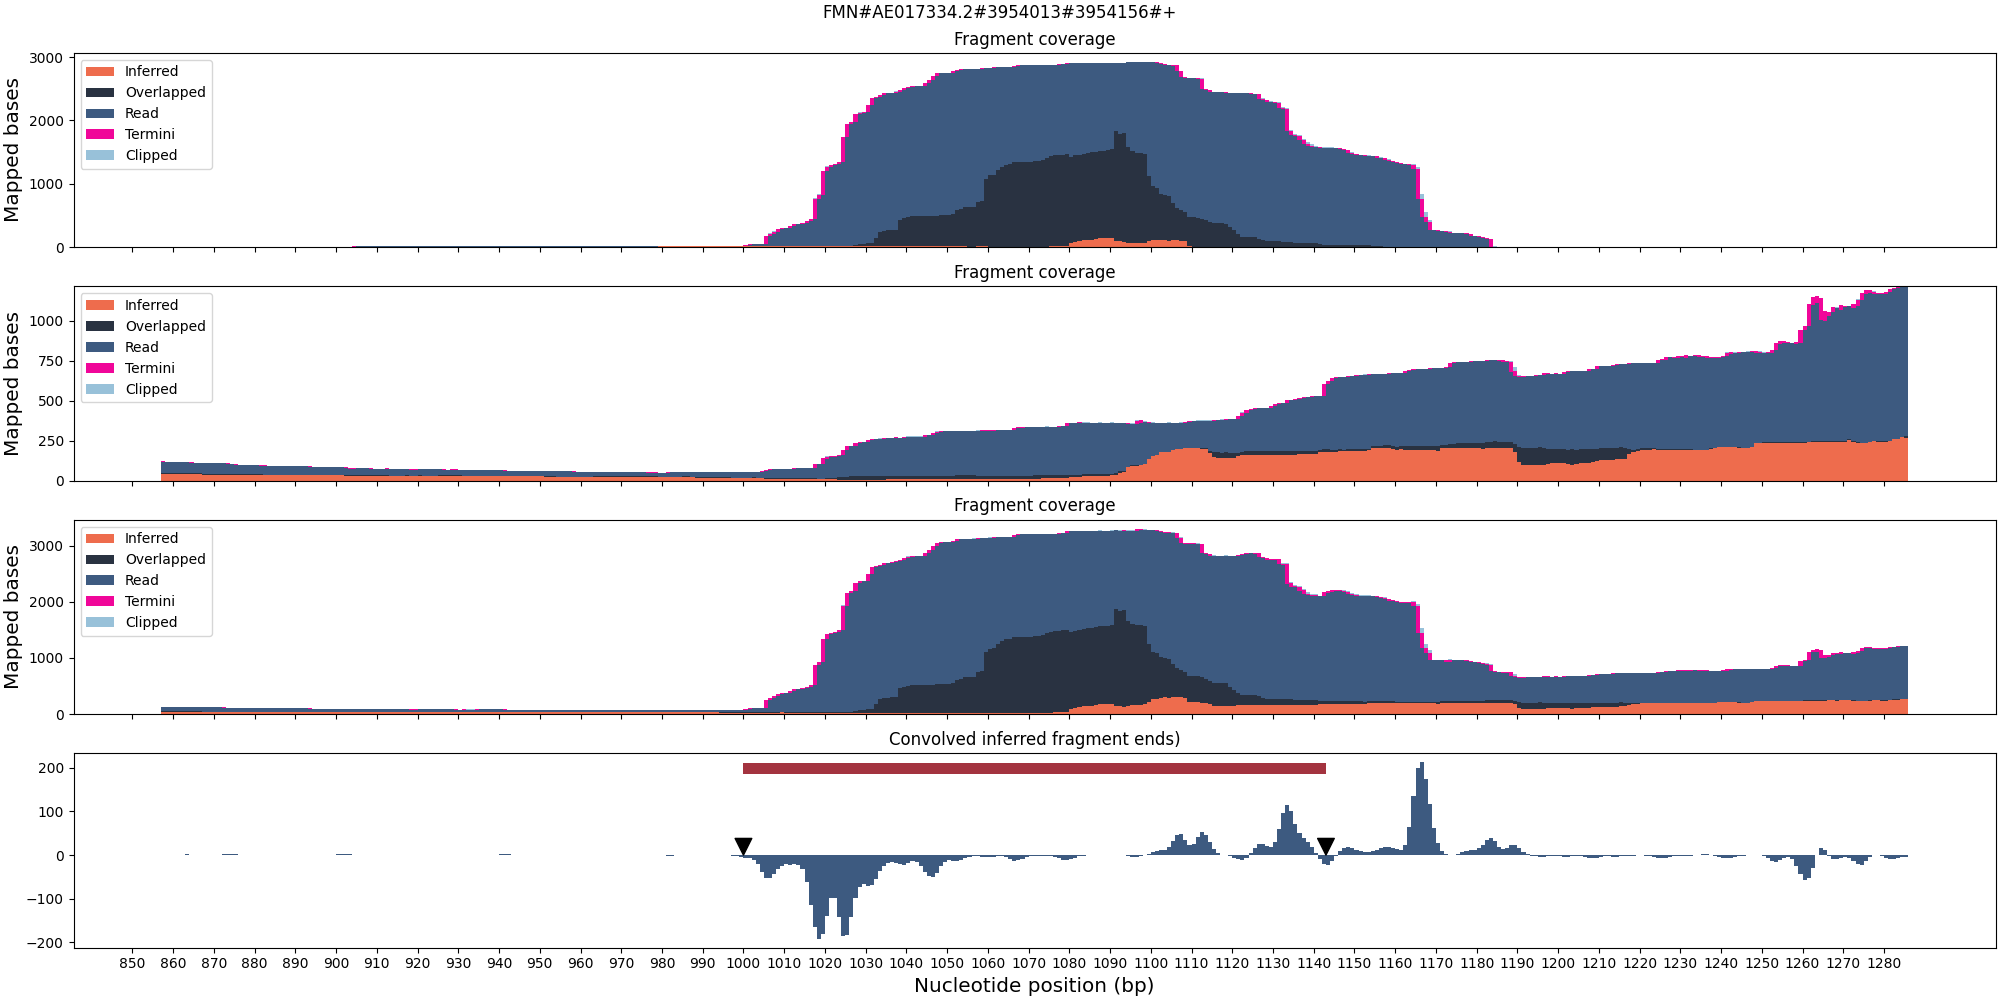 FMN#AE017334.2#3954013#3954156#+
Fragment coverage
Mapped bases
3000
2000
1000
0
Inferred
Overlapped
Read
Termini
Clipped
Fragment coverage
Mapped bases
1000
750
500
250
0
Inferred
Overlapped
Read
Termini
Clipped
Fragment coverage
Mapped bases
3000
2000
1000
0
Inferred
Overlapped
Read
Termini
Clipped
Convolved inferred fragment ends)
200
100
0
−100
−200
850 860 870 880 890 900 910 920 930 940 950 960 970 980 990 1000 1010 1020 1030 1040 1050 1060 1070 1080 1090 1100 1110 1120 1130 1140 1150 1160 1170 1180 1190 1200 1210 1220 1230 1240 1250 1260 1270 1280
Nucleotide position (bp)